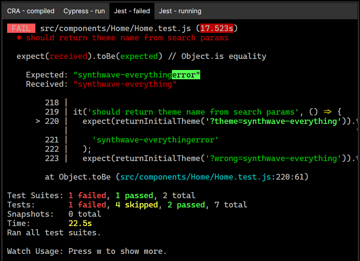 CRA - compiled Cypress - run Jest - failed Jest - running
FAIL src/components/Home/Home.test.js (17.523s)
● should return theme name from search params
expect(received).toBe(expected) // Object.is equality
Expected: "synthwave-everythingerror"
Received: "synthwave-everything"
218 |
219 | it('should return theme name from search params', () => {
> 220 | expect(returnInitialTheme('?theme=synthwave-everything')).t
|
221 | 'synthwave-everythingerror'
222 | );
223 | expect(returnInitialTheme('?wrong=synthwave-everything')).t
at Object.toBe (src/components/Home/Home.test.js:220:61)
Test Suites: 1 failed, 1 passed, 2 total
Tests: 1 failed, 4 skipped, 2 passed, 7 total
Snapshots: 0 total
Time: 22.5s
Ran all test suites.
Watch Usage: Press w to show more.